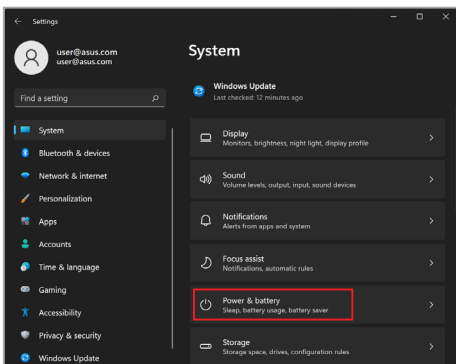 Settings
user@asus.com
user@asus.com
Find a setting
System
Bluetooth & devices
Network & internet
Personalization
Apps
Accounts
Time & language
Gaming
Accessibility
Privacy & security
Windows Update
System
Windows Update
Last checked: 12 minutes ago
Display
Monitors, brightness, night light, display profile
Sound
Volume levels, output, input, sound devices
Notifications
Alerts from apps and system
Focus assist
Notifications, automatic rules
Power & battery
Sleep, battery usage, battery saver
Storage
Storage space, drives, configuration rules